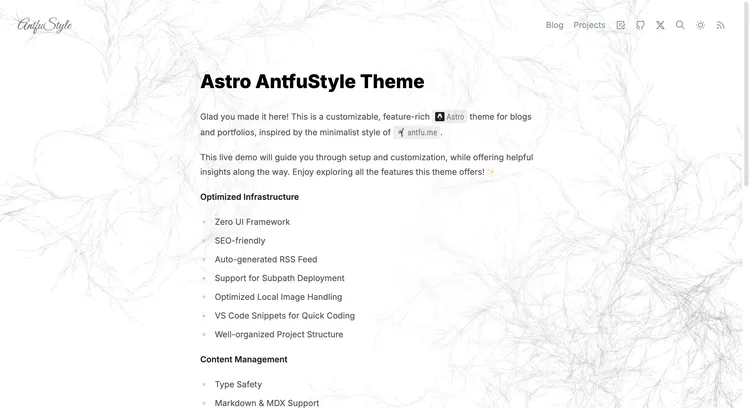 AntfuStyle
Blog Projects
Astro AntfuStyle Theme
Glad you made it here! This is a customizable, feature-rich Astro theme for blogs
and portfolios, inspired by the minimalist style of antfu.me.
This live demo will guide you through setup and customization, while offering helpful
insights along the way. Enjoy exploring all the features this theme offers! ✨
Optimized Infrastructure
Zero UI Framework
SEO-friendly
Auto-generated RSS Feed
Support for Subpath Deployment
Optimized Local Image Handling
VS Code Snippets for Quick Coding
Well-organized Project Structure
Content Management
Type Safety
Markdown & MDX Support